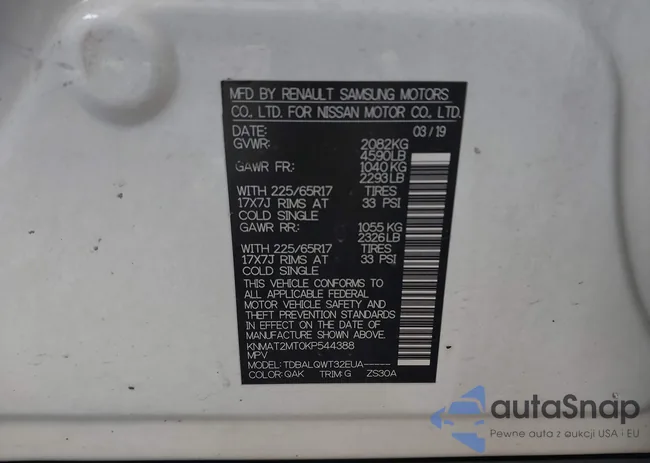 MFD BY RENAULT SAMSUNG MOTORS
CO., LTD. FOR NISSAN MOTOR CO., LTD.
DATE: 03/19
GVWR: 2082KG
4590LB
GAWR FR: 1040KG
2293LB
WITH 225/65R17 TIRES
17X7J RIMS AT 33 PSI
COLD SINGLE
GAWR RR: 1055 KG
2326LB
WITH 225/65R17 TIRES
17X7J RIMS AT 33 PSI
COLD SINGLE
THIS VEHICLE CONFORMS TO
ALL APPLICABLE FEDERAL
MOTOR VEHICLE SAFETY AND
THEFT PREVENTION STANDARDS
IN EFFECT ON THE DATE OF
MANUFACTURE SHOWN ABOVE.
KNMAT2MT0KP544388
MPV
MODEL: TDBALQWT32EUA-----
COLOR: QAK TRIM: G ZS30A
autaSnap
Pewne auta z aukcji USA i EU